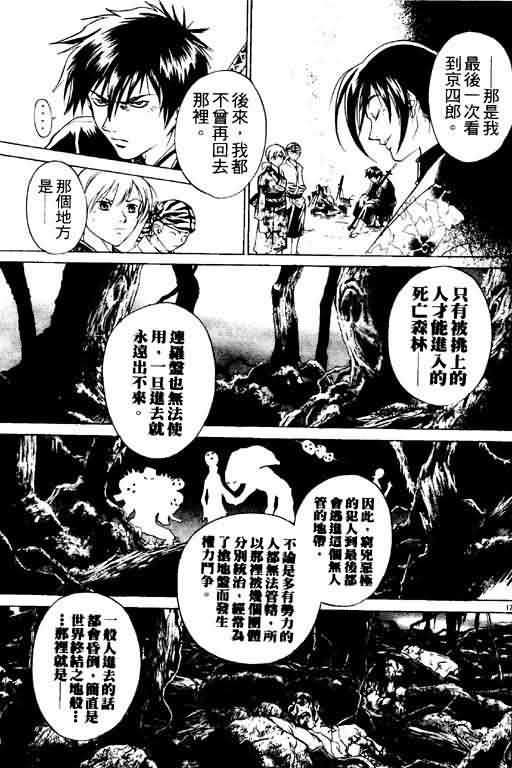 ——那是我
最後一次看
到京四郎。
後來，我都
不曾再回去
那裡。
……
那個地方
是——
只有被挑上的
人才能進入的
死亡森林——
連羅盤也無法使
用，一旦進去就
永遠出不來。
因此，窮兇惡極
的犯人到最後都
會逃進這個無人
管的地帶。
不論是多有勢力的
人都無法管轄，所
以那裡被幾個團體
分別統治，經常為
了搶地盤而發生
權力鬥爭。
一般人進去的話
都會昏倒，簡直是
世界終結之地般…
…那裡就是——